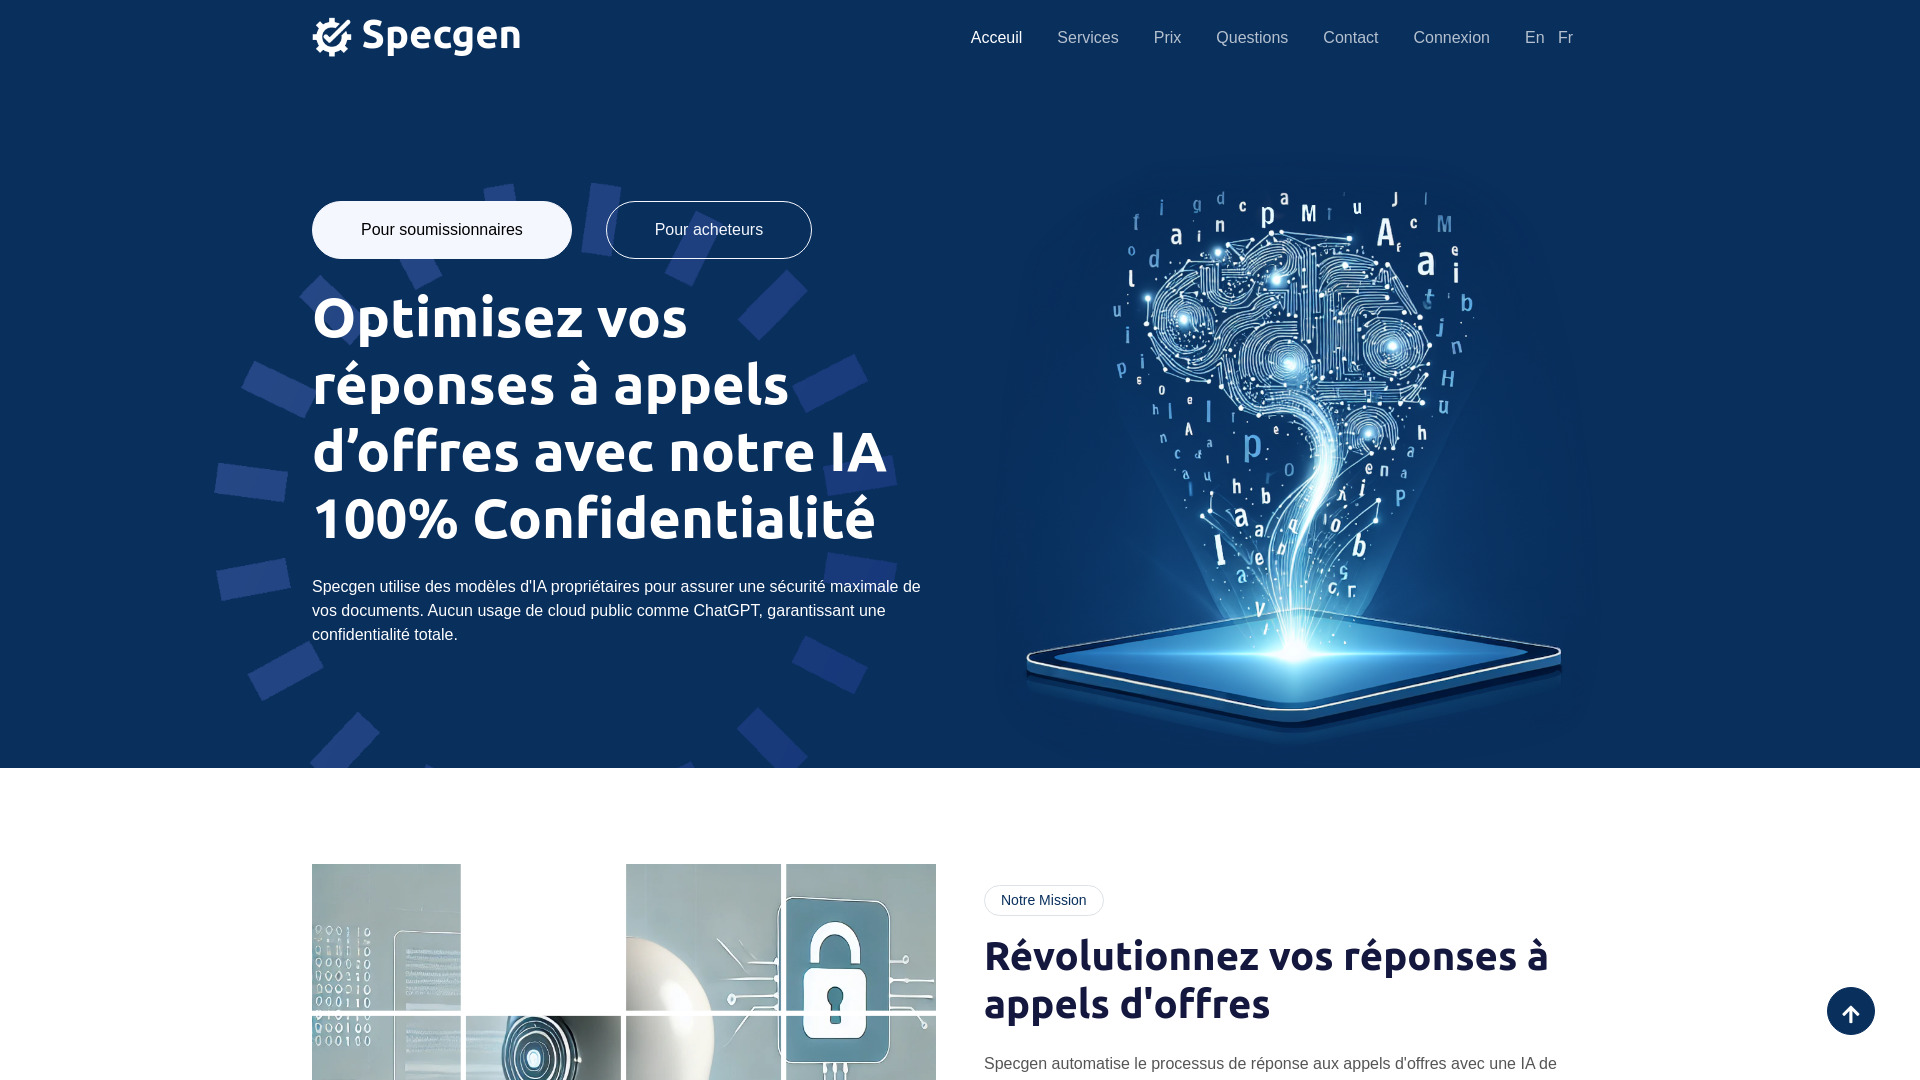 Specgen
Acceuil Services Prix Questions Contact Connexion En Fr
Pour soumissionnaires Pour acheteurs
Optimisez vos
réponses à appels
d’offres avec notre IA
100% Confidentialité
Specgen utilise des modèles d'IA propriétaires pour assurer une sécurité maximale de
vos documents. Aucun usage de cloud public comme ChatGPT, garantissant une
confidentialité totale.
Notre Mission
Révolutionnez vos réponses à
appels d'offres
Specgen automatise le processus de réponse aux appels d'offres avec une IA de